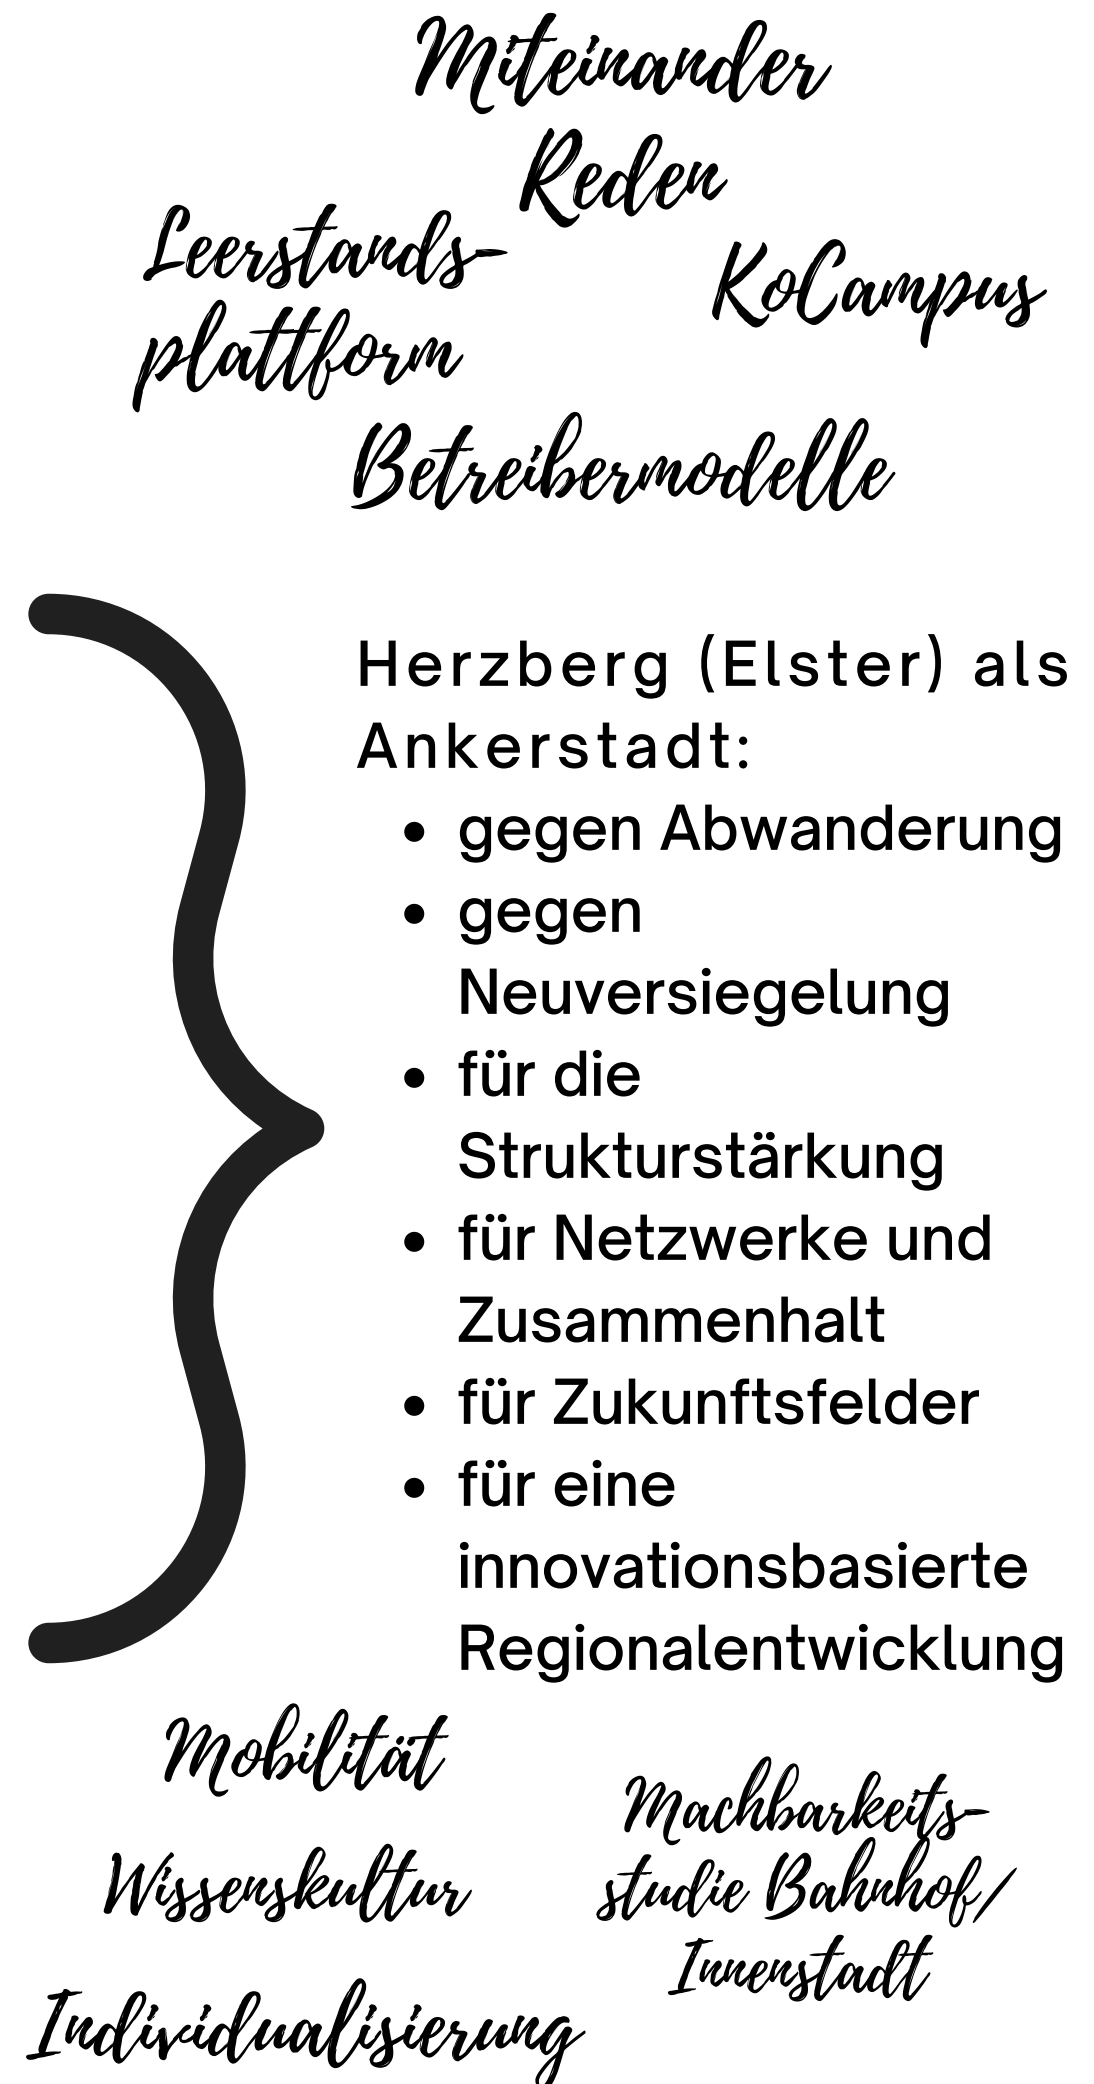 Miteinander
Reden
Leerstands-
plattform
KoCampus
Betreibermodelle
Herzberg (Elster) als
Ankerstadt:
• gegen Abwanderung
• gegen
Neuversiegelung
• für die
Strukturstärkung
• für Netzwerke und
Zusammenhalt
• für Zukunftsfelder
• für eine
innovationsbasierte
Regionalentwicklung
Mobilität
Machbarkeits-
studie Bahnhof/
Innenstadt
Wissenskultur
Individualisierung